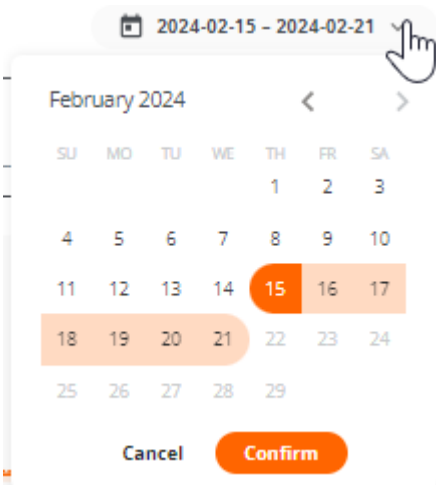 2024-02-15 – 2024-02-21
February 2024
SU MO TU WE TH FR SA
1 2 3
4 5 6 7 8 9 10
11 12 13 14 15 16 17
18 19 20 21 22 23 24
25 26 27 28 29
Cancel Confirm